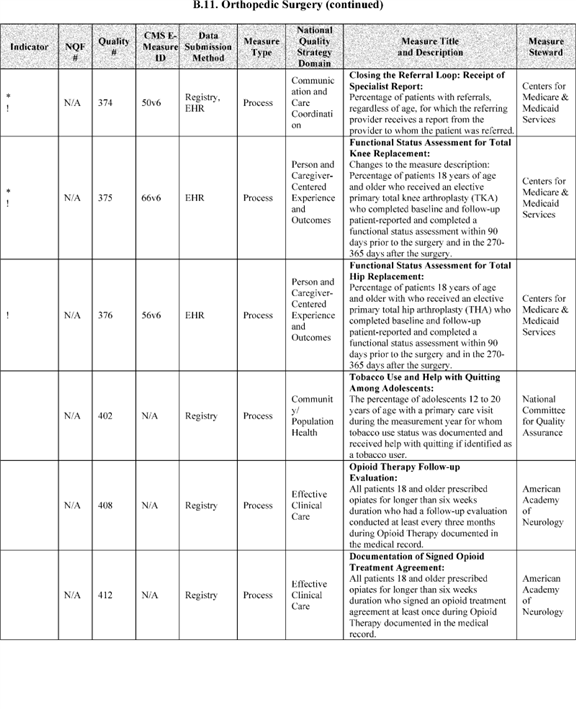 B.11. Orthopedic Surgery (continued)
Indicator
NQF
#
Quality
#
CMS E-
Measure
ID
Data
Submission
Method
Measure
Type
National
Quality
Strategy
Domain
Measure Title
and Description
Measure
Steward
*
!
N/A
374
50v6
Registry,
EHR
Process
Communic
ation and
Care
Coordinati
on
Closing the Referral Loop: Receipt of
Specialist Report:
Percentage of patients with referrals,
regardless of age, for which the referring
provider receives a report from the
provider to whom the patient was referred.
Centers for
Medicare &
Medicaid
Services
*
!
N/A
375
66v6
EHR
Process
Person and
Caregiver-
Centered
Experience
and
Outcomes
Functional Status Assessment for Total
Knee Replacement:
Changes to the measure description:
Percentage of patients 18 years of age
and older who received an elective
primary total knee arthroplasty (TKA)
who completed baseline and follow-up
patient-reported and completed a
functional status assessment within 90
days prior to the surgery and in the 270-
365 days after the surgery.
Centers for
Medicare &
Medicaid
Services
!
N/A
376
56v6
EHR
Process
Person and
Caregiver-
Centered
Experience
and
Outcomes
Functional Status Assessment for Total
Hip Replacement:
Percentage of patients 18 years of age
and older with who received an elective
primary total hip arthroplasty (THA) who
completed baseline and follow-up
patient-reported and completed a
functional status assessment within 90
days prior to the surgery and in the 270-
365 days after the surgery.
Centers for
Medicare &
Medicaid
Services
N/A
402
N/A
Registry
Process
Communit
y/
Population
Health
Tobacco Use and Help with Quitting
Among Adolescents:
The percentage of adolescents 12 to 20
years of age with a primary care visit
during the measurement year for whom
tobacco use status was documented and
received help with quitting if identified as
a tobacco user.
National
Committee
for Quality
Assurance
N/A
408
N/A
Registry
Process
Effective
Clinical
Care
Opioid Therapy Follow-up
Evaluation:
All patients 18 and older prescribed
opiates for longer than six weeks
duration who had a follow-up evaluation
conducted at least every three months
during Opioid Therapy documented in
the medical record.
American
Academy
of
Neurology
N/A
412
N/A
Registry
Process
Effective
Clinical
Care
Documentation of Signed Opioid
Treatment Agreement:
All patients 18 and older prescribed
opiates for longer than six weeks
duration who signed an opioid treatment
agreement at least once during Opioid
Therapy documented in the medical
record.
American
Academy
of
Neurology